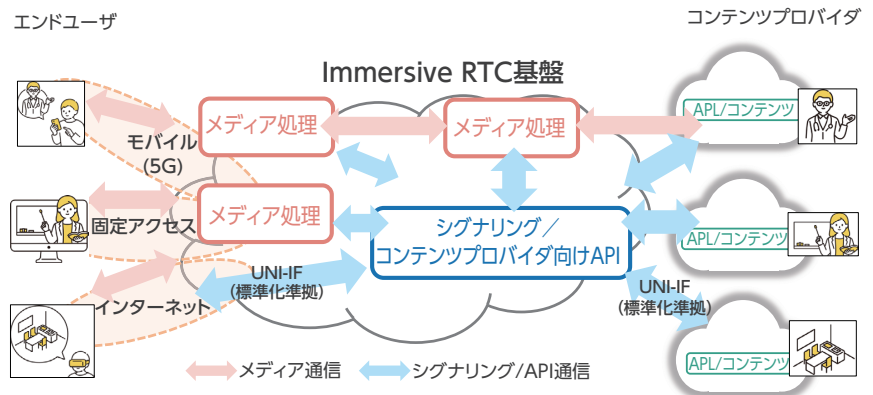 エンドユーザ
コンテンツプロバイダ
Immersive RTC基盤
メディア処理
メディア処理
APL/コンテンツ
モバイル
(5G)
メディア処理
固定アクセス
シグナリング／
コンテンツプロバイダ向けAPI
APL/コンテンツ
UNI-IF
(標準化準拠)
インターネット
UNI-IF
(標準化準拠)
APL/コンテンツ
メディア通信
シグナリング/API通信